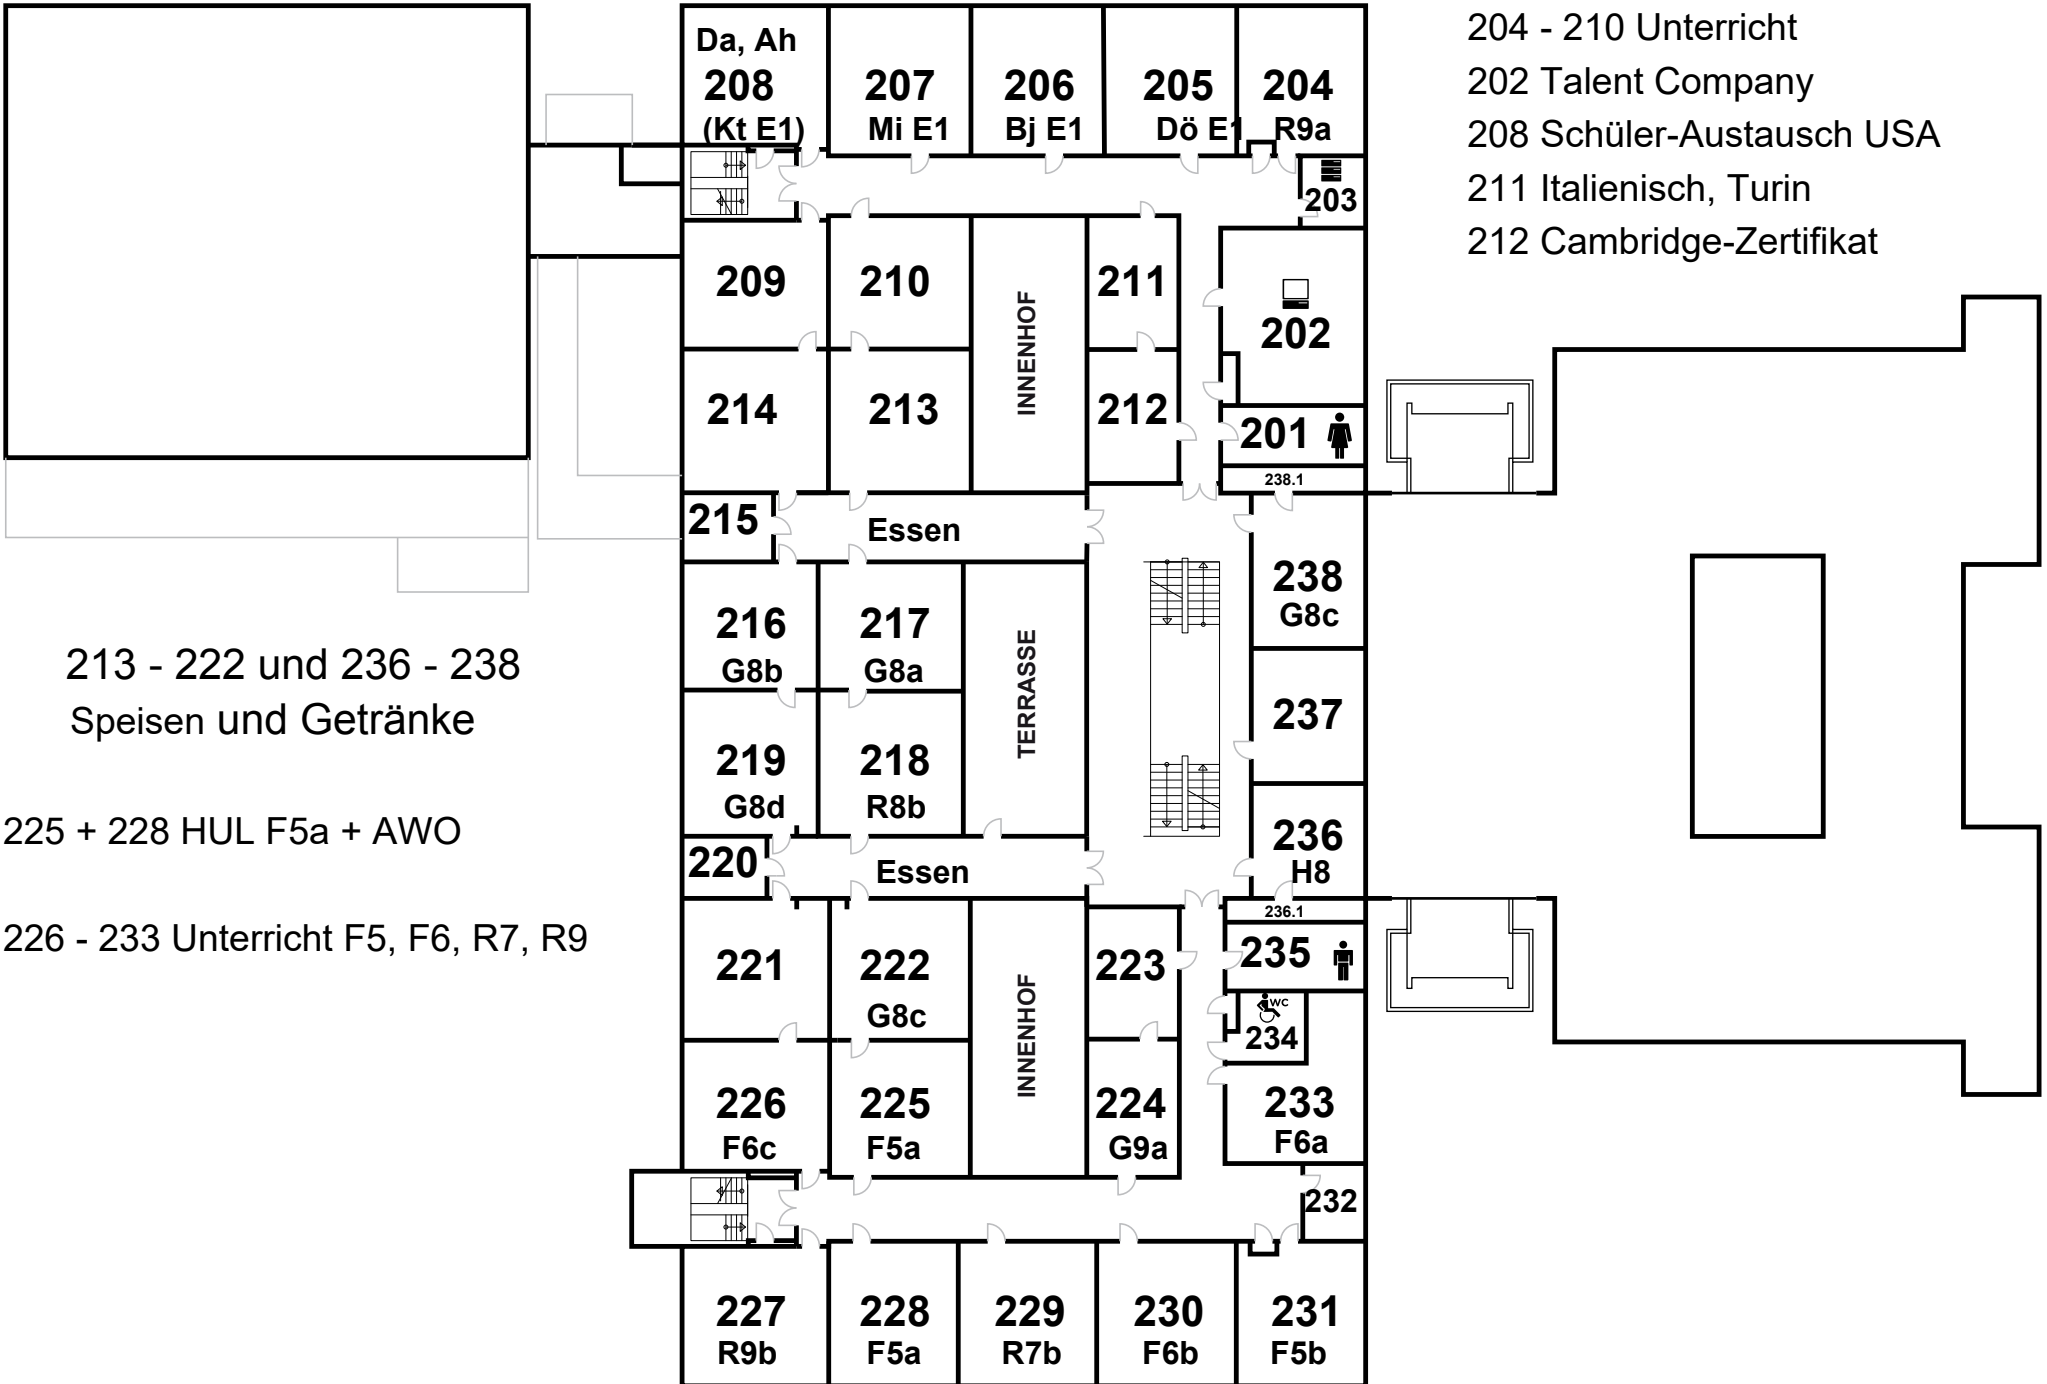 Da, Ah
208
(Kt E1)
207
Mi E1
206
Bj E1
205
Dö E1
204
R9a
203
204 - 210 Unterricht
202 Talent Company
208 Schüler-Austausch USA
211 Italienisch, Turin
212 Cambridge-Zertifikat
209
210
INNENHOF
211
202
214
213
212
201
238.1
215
Essen
238
G8c
216
G8b
217
G8a
TERRASSE
237
213 - 222 und 236 - 238
Speisen und Getränke
219
G8d
218
R8b
236
H8
225 + 228 HUL F5a + AWO
220
Essen
236.1
226 - 233 Unterricht F5, F6, R7, R9
221
222
G8c
INNENHOF
223
235
WC
234
226
F6c
225
F5a
224
G9a
233
F6a
232
227
R9b
228
F5a
229
R7b
230
F6b
231
F5b